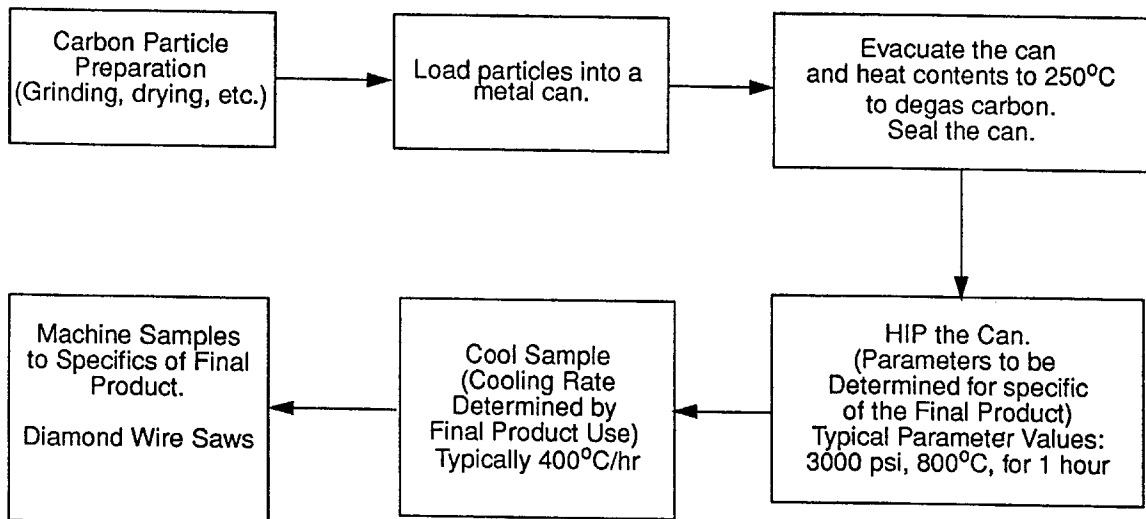 Carbon Particle
Preparation
(Grinding, drying, etc.)
Load particles into a
metal can.
Evacuate the can
and heat contents to 250°C
to degas carbon.
Seal the can.
HIP the Can.
(Parameters to be
Determined for specific
of the Final Product)
Typical Parameter Values:
3000 psi, 800°C, for 1 hour
Cool Sample
(Cooling Rate
Determined by
Final Product Use)
Typically 400°C/hr
Machine Samples
to Specifics of Final
Product.
Diamond Wire Saws